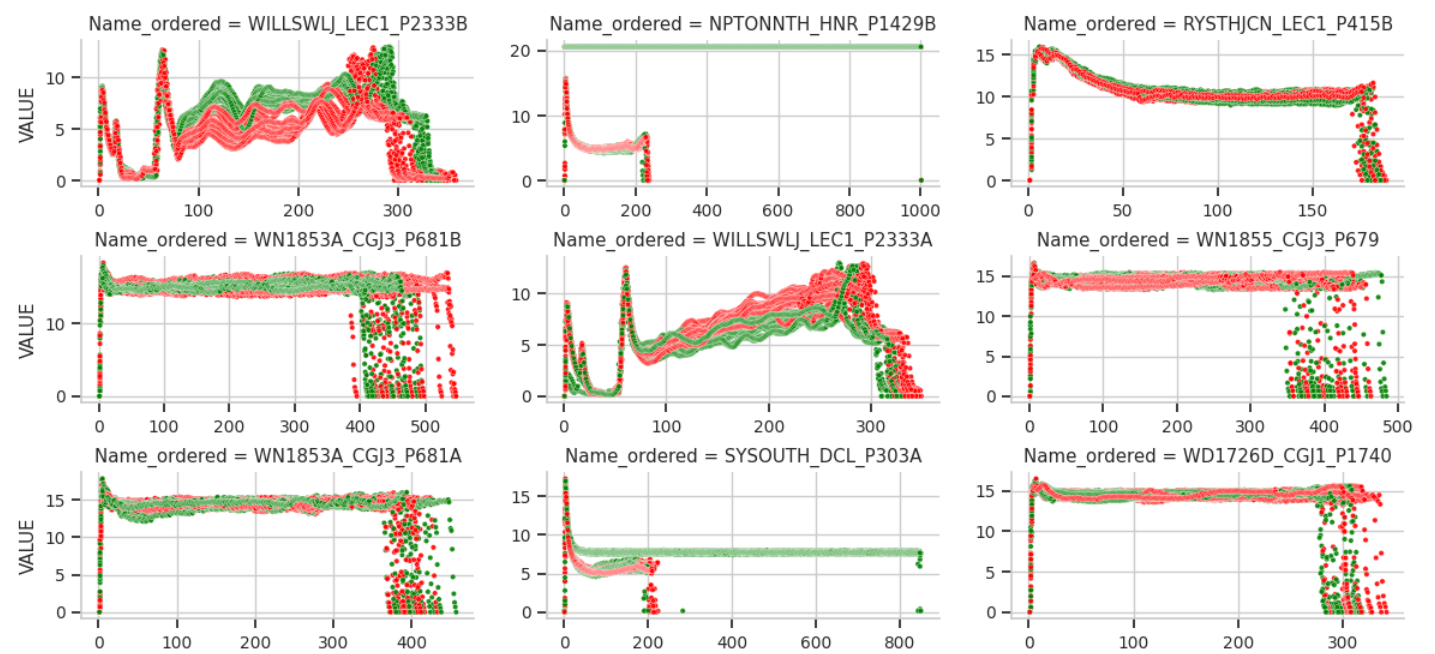 Name_ordered = WILLSWLJ_LEC1_P2333B
Name_ordered = NPTONNTH_HNR_P1429B
Name_ordered = RYSTHJCN_LEC1_P415B
VALUE
10
5
0
0 100 200 300
20
10
0
0 200 400 600 800 1000
15
10
5
0
0 50 100 150
Name_ordered = WN1853A_CGJ3_P681B
Name_ordered = WILLSWLJ_LEC1_P2333A
Name_ordered = WN1855_CGJ3_P679
VALUE
10
0
0 100 200 300 400 500
10
5
0
0 100 200 300
15
10
5
0
0 100 200 300 400 500
Name_ordered = WN1853A_CGJ3_P681A
Name_ordered = SYSOUTH_DCL_P303A
Name_ordered = WD1726D_CGJ1_P1740
VALUE
15
10
5
0
0 100 200 300 400
15
10
5
0
0 200 400 600 800
15
10
5
0
0 100 200 300